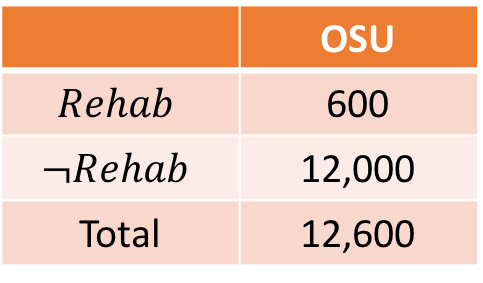 OSU
Rehab 600
¬Rehab 12,000
Total 12,600